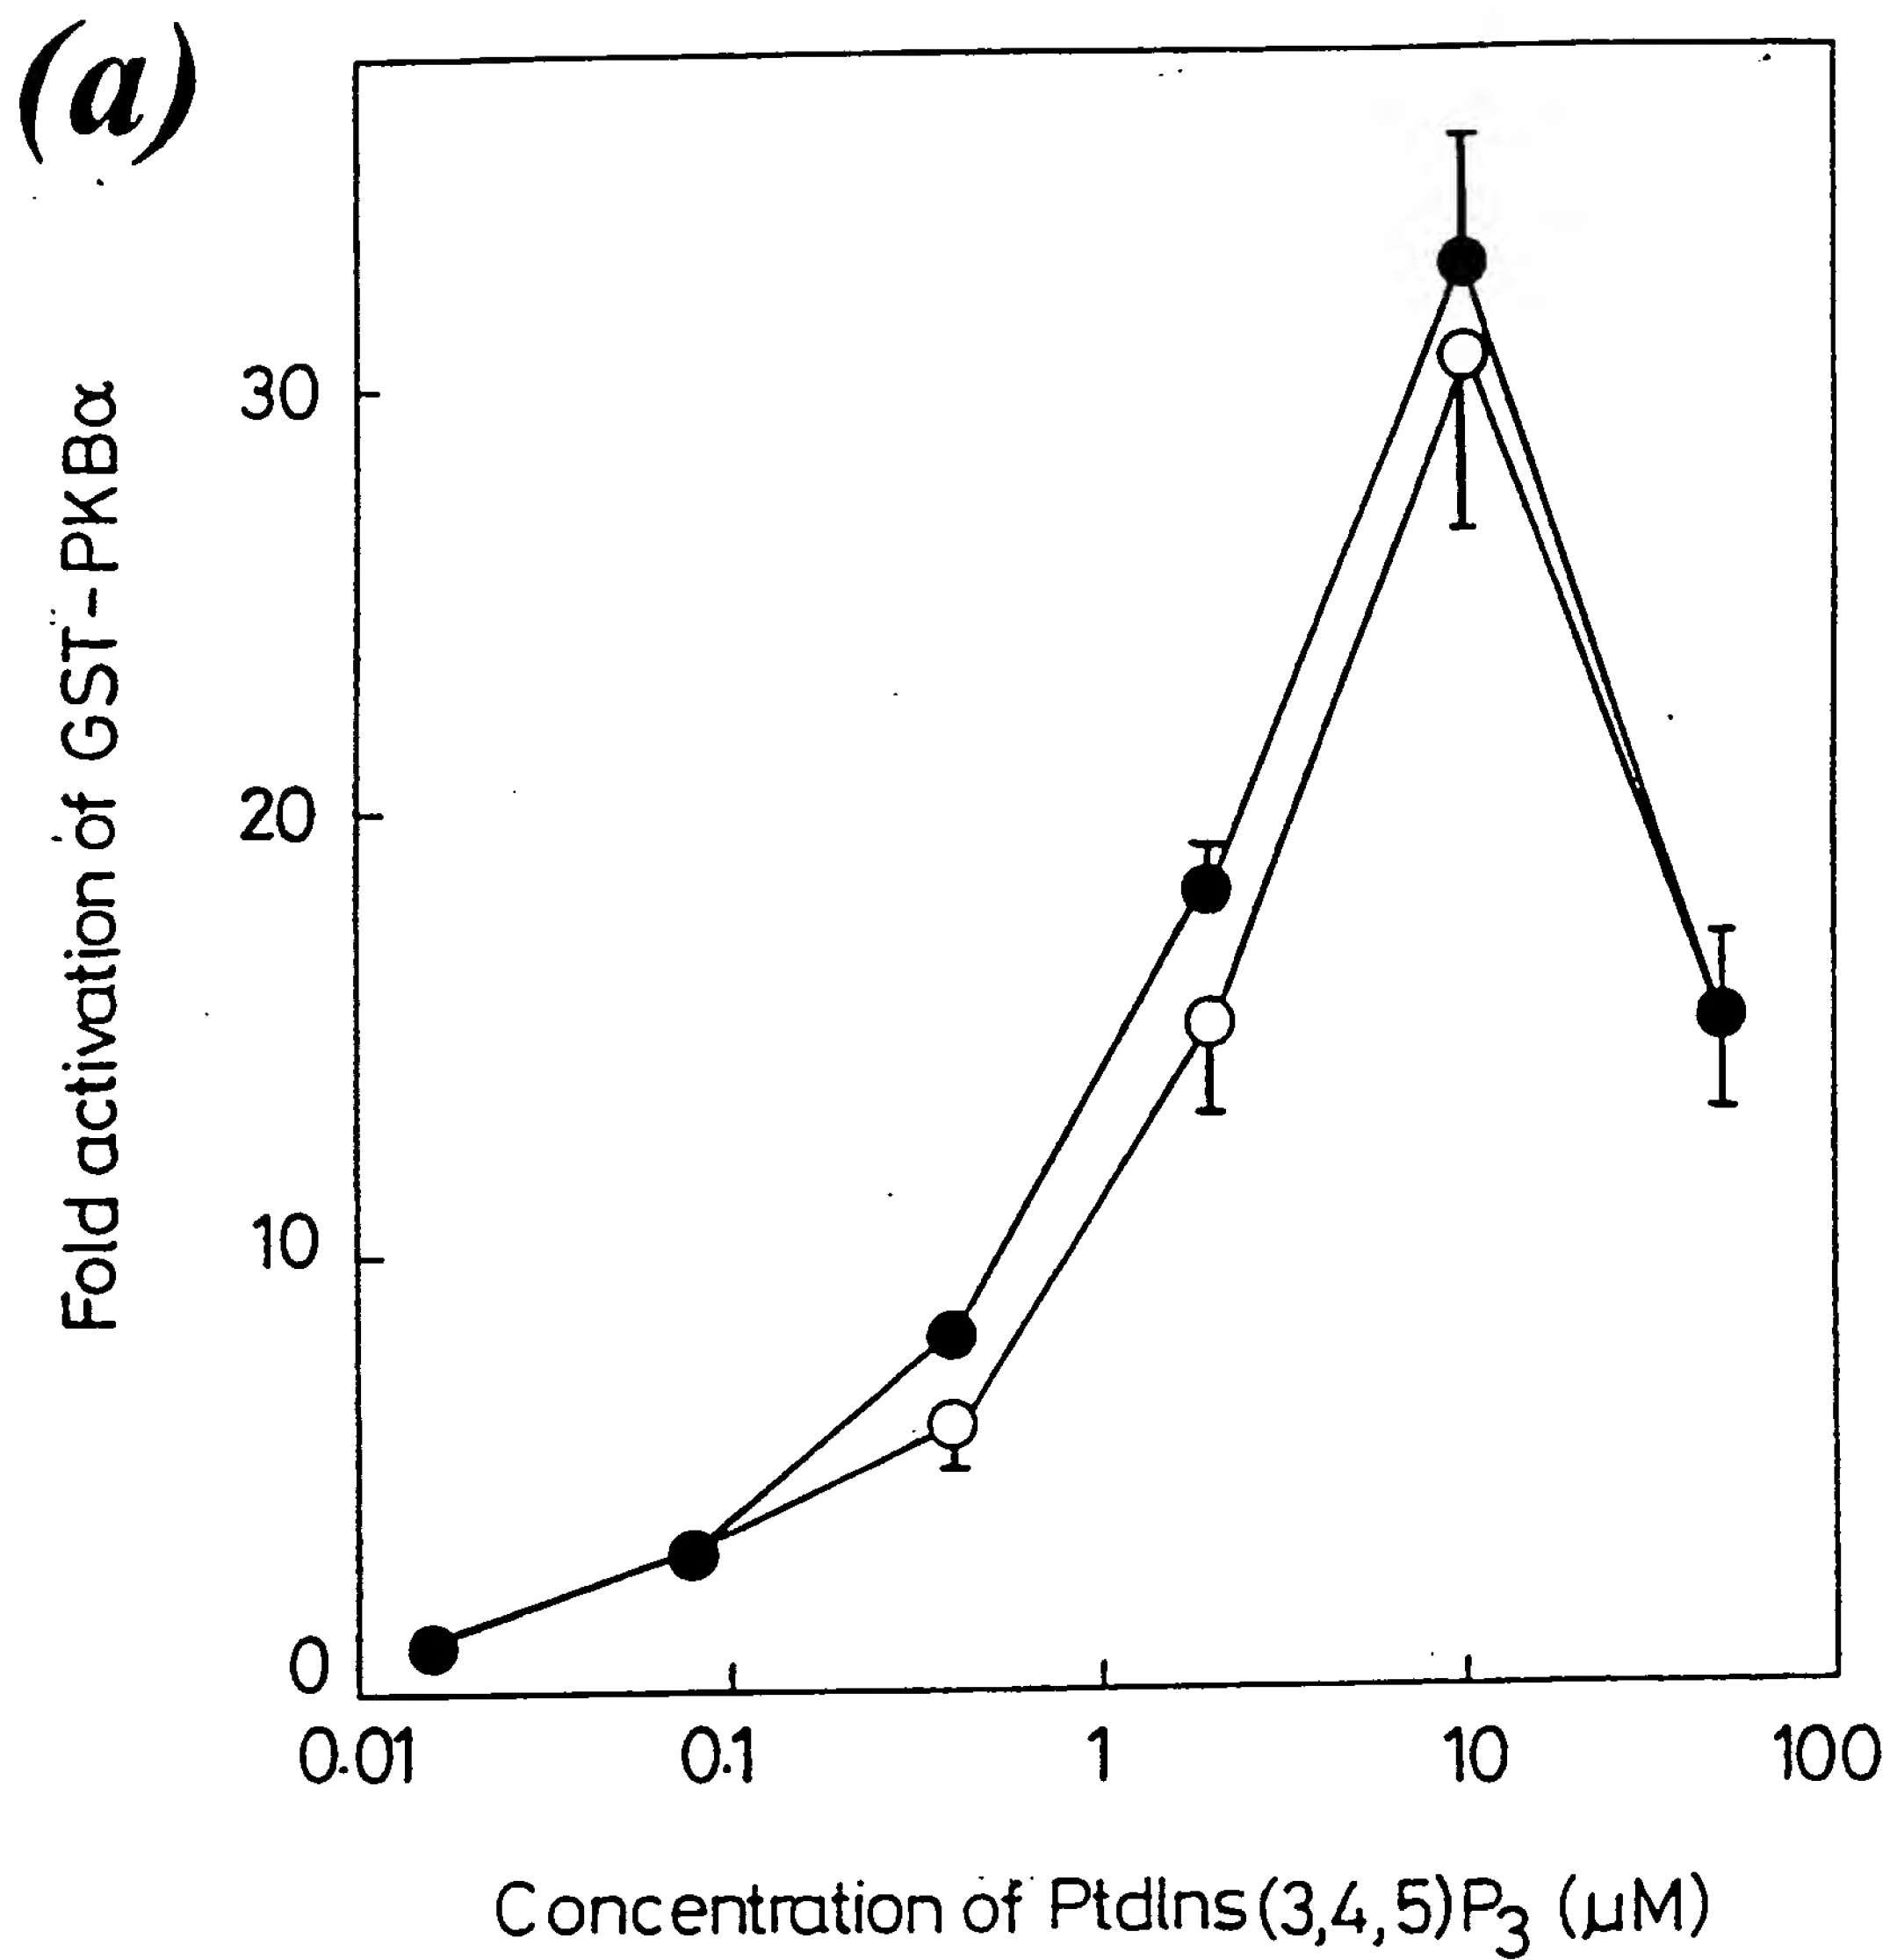 (a)
Fold activation of GST-PKBα
30
20
10
0
0.01 0.1 1 10 100
Concentration of PtdIns(3,4,5)P3 (µM)